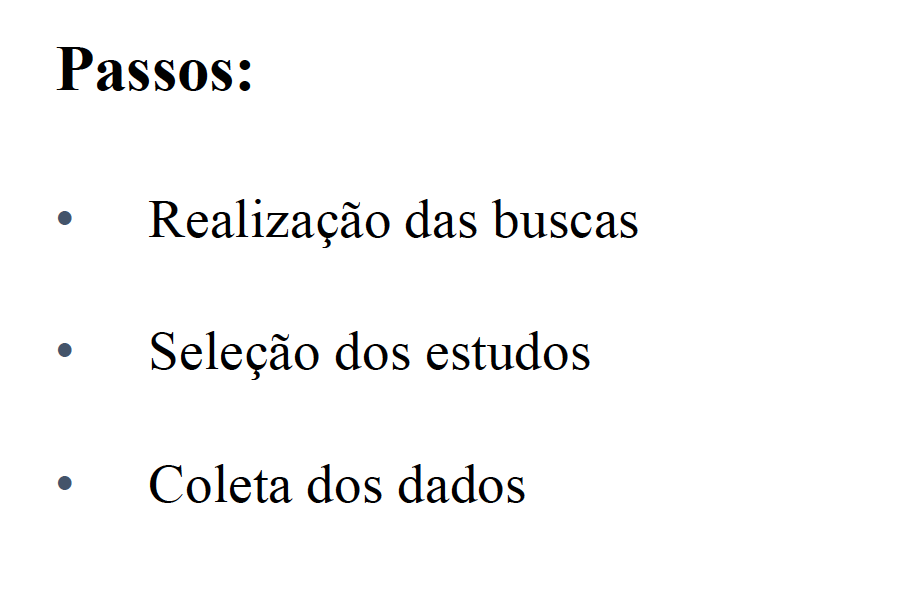 Passos:
• Realização das buscas
• Seleção dos estudos
• Coleta dos dados